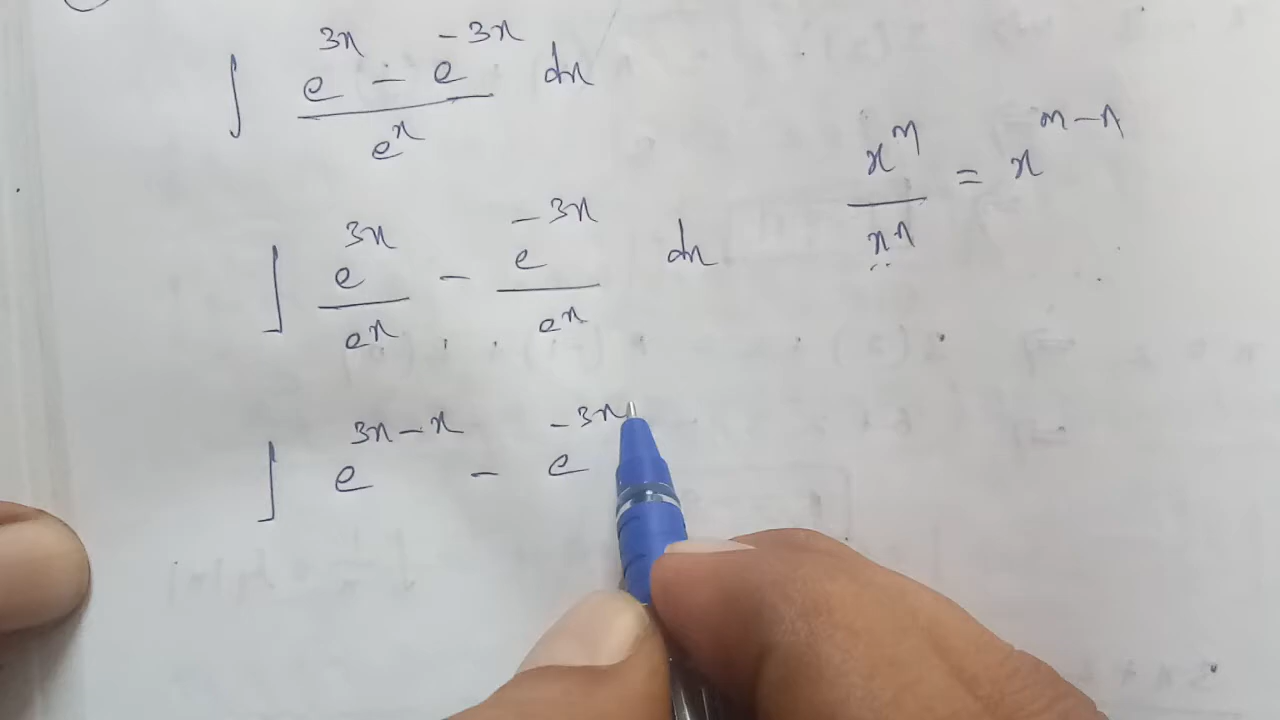 ∫ (e^{3x} - e^{-3x}) / e^x dx
x^m / x^n = x^{m-n}
∫ e^{3x} / e^x - e^{-3x} / e^x dx
∫ e^{3x-x} - e^{-3x}